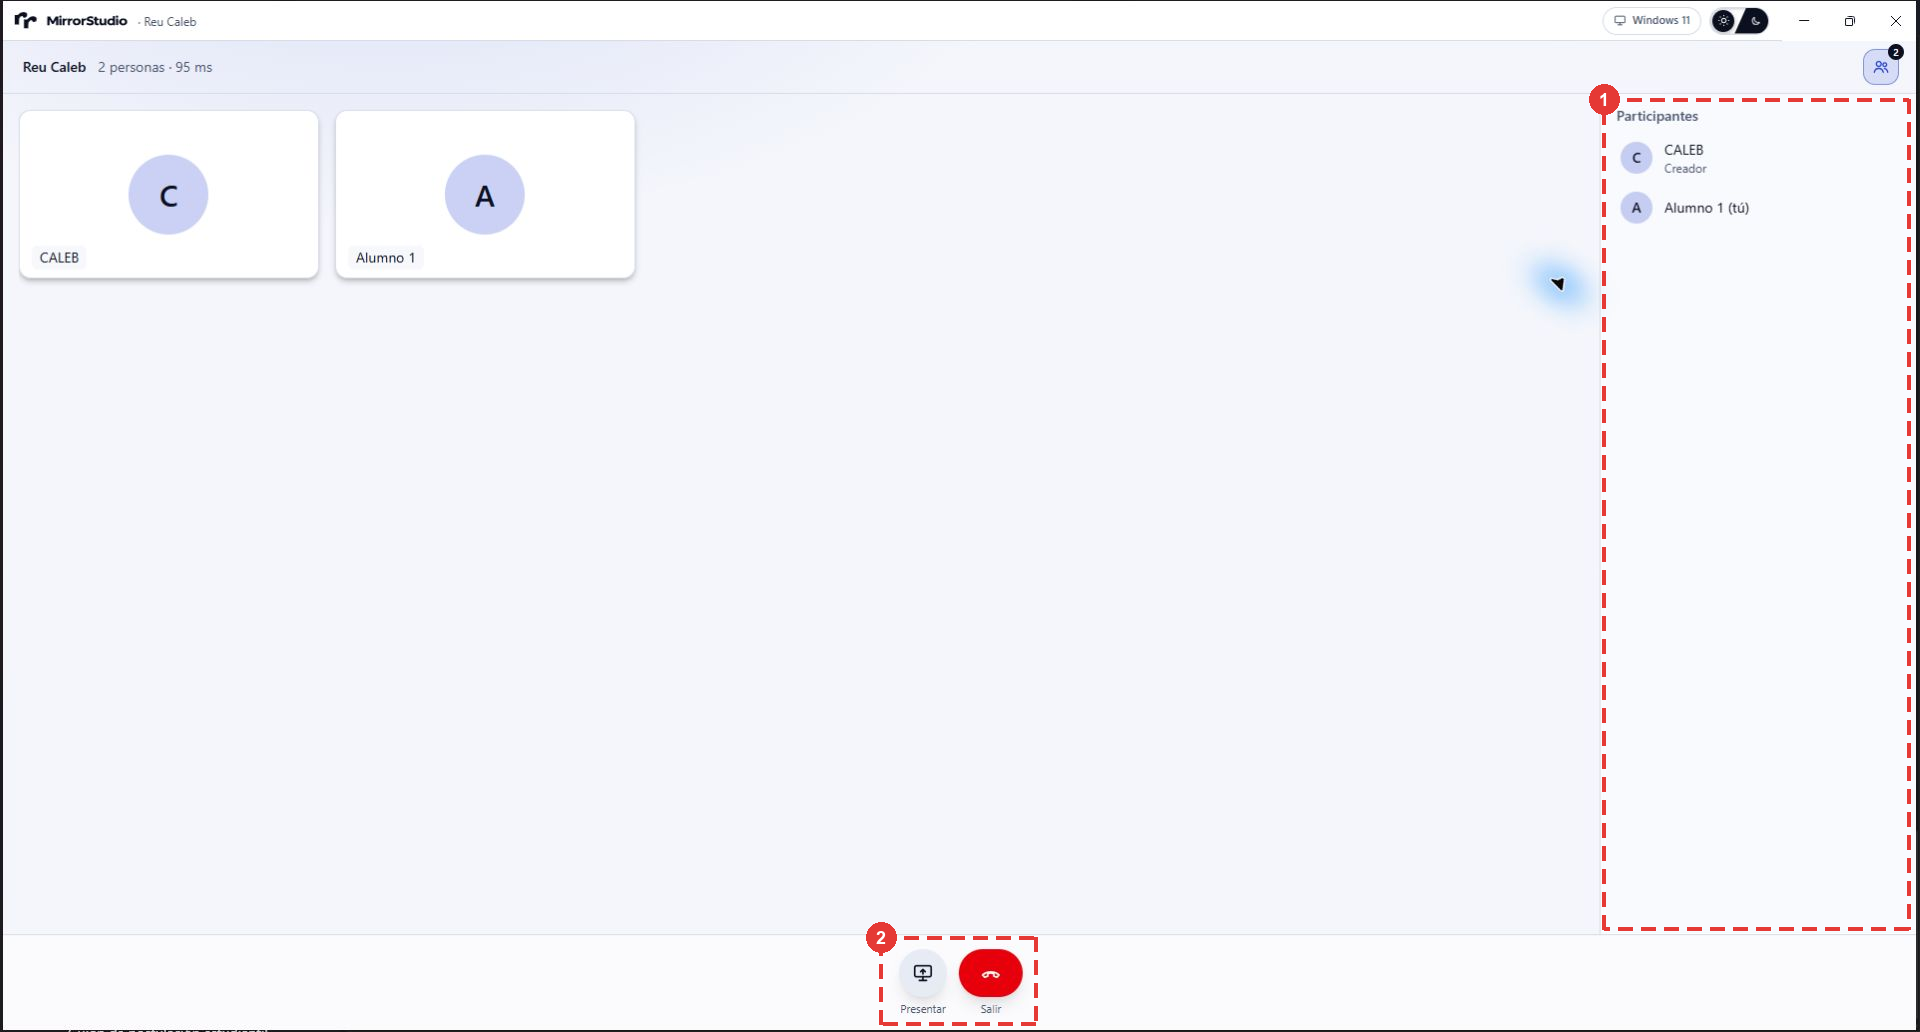 MirrorStudio · Reu Caleb
Windows 11
Reu Caleb 2 personas · 95 ms
2
1
Participantes
C
CALEB
Creador
A
Alumno 1 (tú)
C
CALEB
A
Alumno 1
2
Presentar
Salir